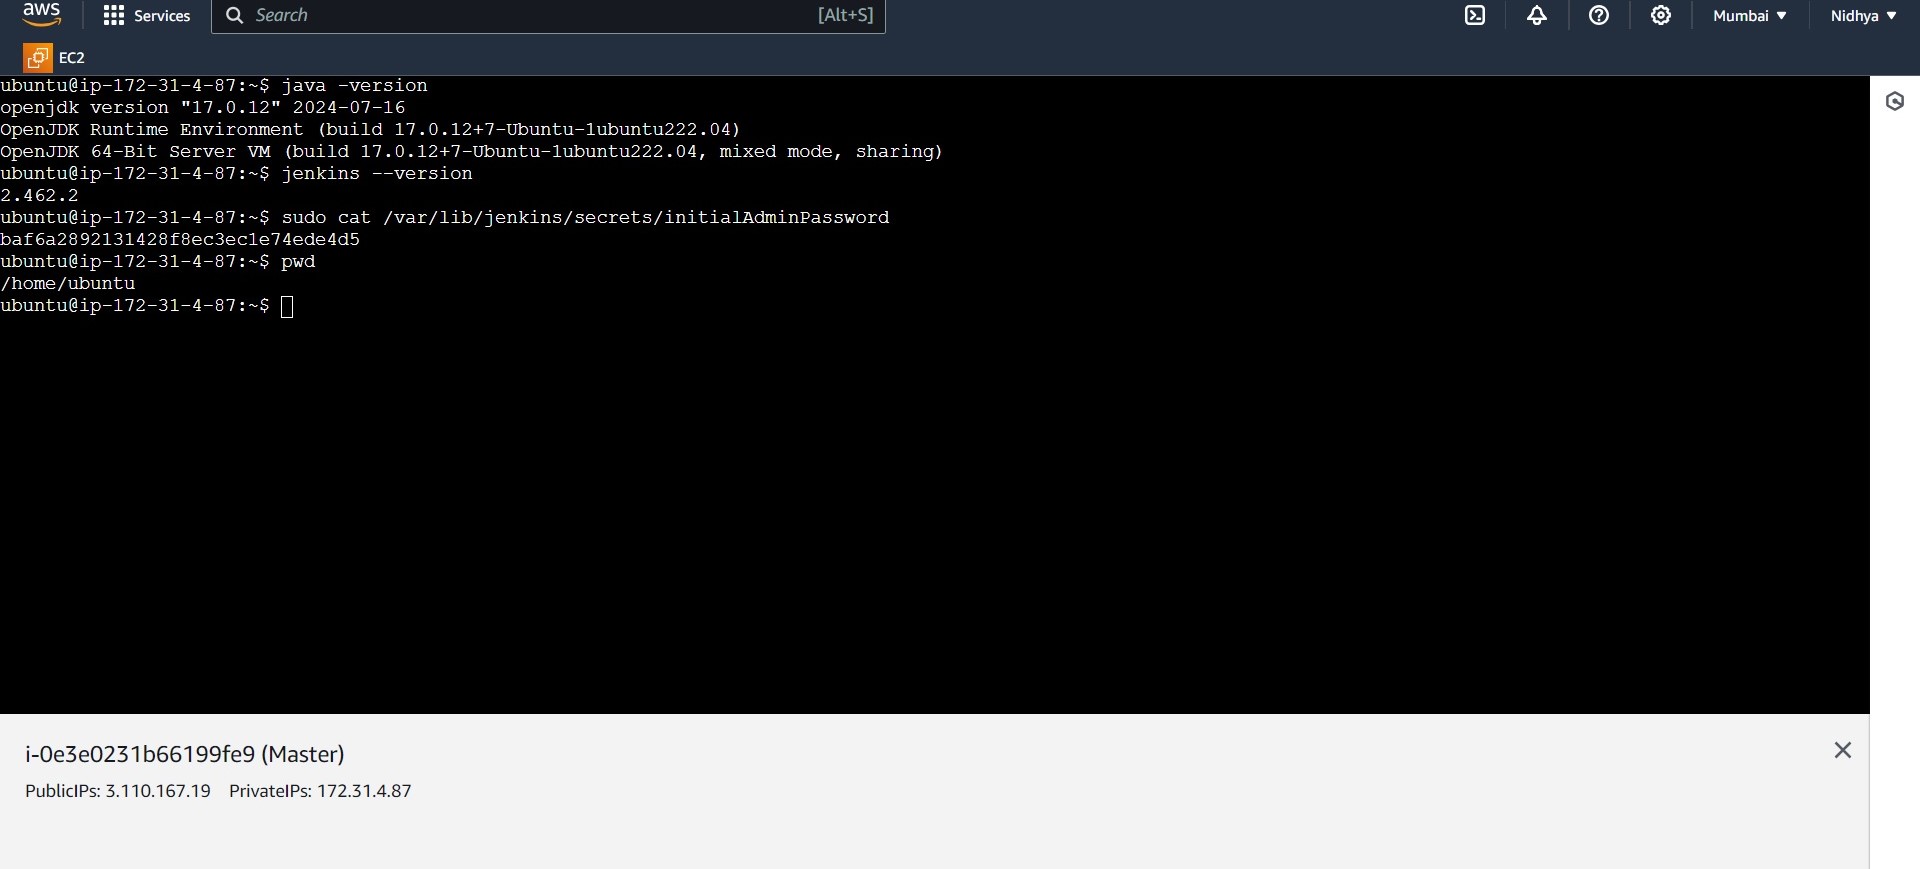 aws
Services
Search
[Alt+S]
Mumbai
Nidhya
EC2
ubuntu@ip-172-31-4-87:~$ java -version
openjdk version "17.0.12" 2024-07-16
OpenJDK Runtime Environment (build 17.0.12+7-Ubuntu-1ubuntu222.04)
OpenJDK 64-Bit Server VM (build 17.0.12+7-Ubuntu-1ubuntu222.04, mixed mode, sharing)
ubuntu@ip-172-31-4-87:~$ jenkins --version
2.462.2
ubuntu@ip-172-31-4-87:~$ sudo cat /var/lib/jenkins/secrets/initialAdminPassword
baf6a2892131428f8ec3ec1e74ede4d5
ubuntu@ip-172-31-4-87:~$ pwd
/home/ubuntu
ubuntu@ip-172-31-4-87:~$
i-0e3e0231b66199fe9 (Master)
PublicIPs: 3.110.167.19 PrivateIPs: 172.31.4.87